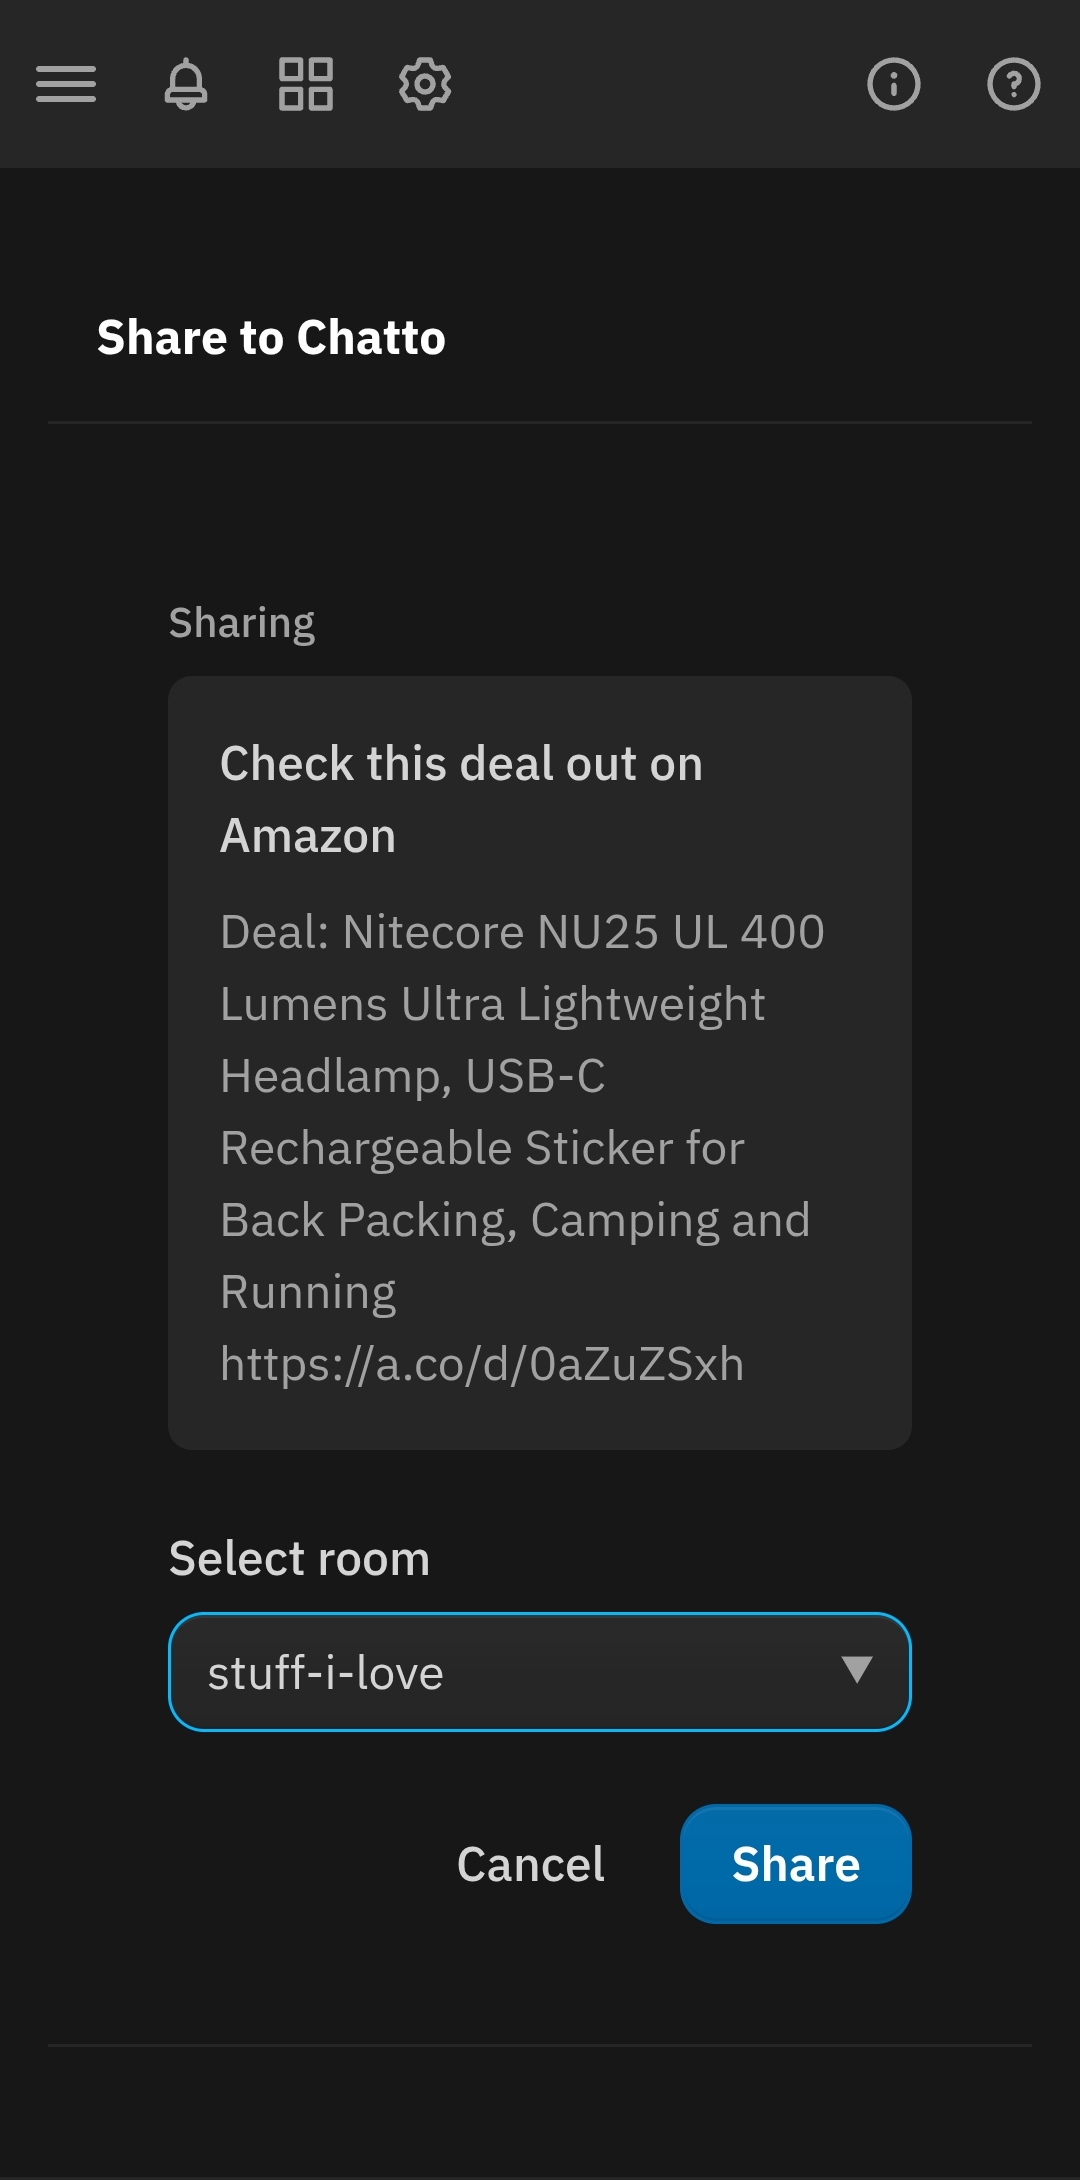 Share to Chatto
Sharing
Check this deal out on
Amazon
Deal: Nitecore NU25 UL 400
Lumens Ultra Lightweight
Headlamp, USB-C
Rechargeable Sticker for
Back Packing, Camping and
Running
https://a.co/d/0aZuZSxh
Select room
stuff-i-love
Cancel
Share